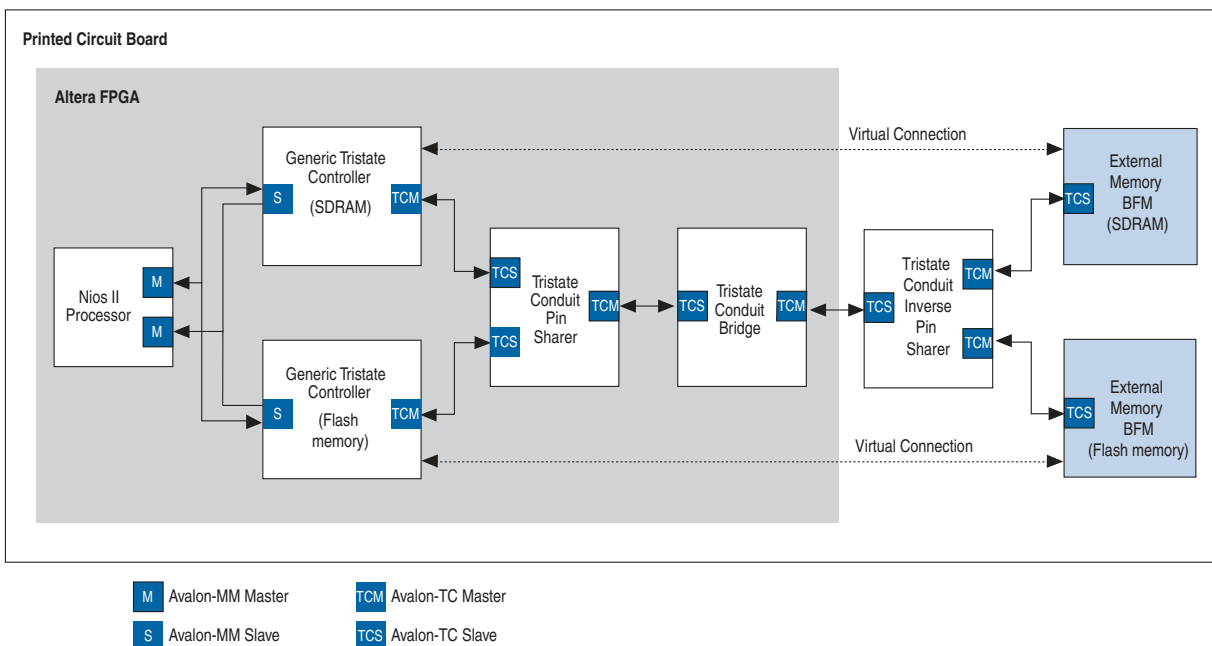 Printed Circuit Board
Altera FPGA
Nios II
Processor
M
M
Generic Tristate
Controller
(SDRAM)
S
TCM
Generic Tristate
Controller
(Flash
memory)
S
TCM
TCS
TCS
Tristate
Conduit
Pin
Sharer
TCM
TCS
Tristate
Conduit
Bridge
TCM
Virtual Connection
Virtual Connection
TCS
Tristate
Conduit
Inverse
Pin
Sharer
TCM
TCM
External
Memory
BFM
(SDRAM)
TCS
External
Memory
BFM
(Flash memory)
TCS
M Avalon-MM Master
TCM Avalon-TC Master
S Avalon-MM Slave
TCS Avalon-TC Slave